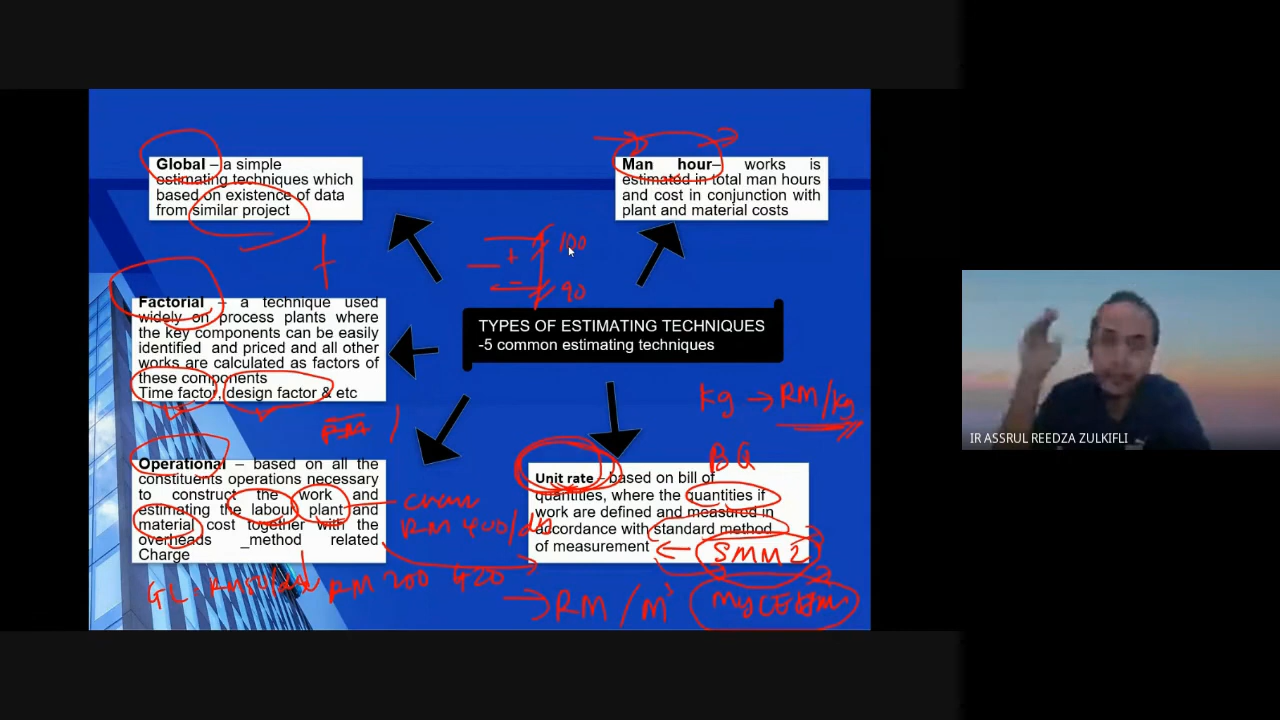 Global – a simple
estimating techniques which
based on existence of data
from similar project
Man hour– works is
estimated in total man hours
and cost in conjunction with
plant and material costs
+
100
+
-
90
Factorial – a technique used
widely on process plants where
the key components can be easily
identified and priced and all other
works are calculated as factors of
these components
Time factor, design factor & etc
TYPES OF ESTIMATING TECHNIQUES
-5 common estimating techniques
kg → RM/kg
Operational – based on all the
constituents operations necessary
to construct the work and
estimating the labour plant and
material cost together with the
overheads _method related
Charge
RM 400/
GL
RM 200 420
BQ
Unit rate – based on bill of
quantities, where the quantities if
work are defined and measured in
accordance with standard method
of measurement
← SMM2
→ RM/m³
IR ASSRUL REEDZA ZULKIFLI